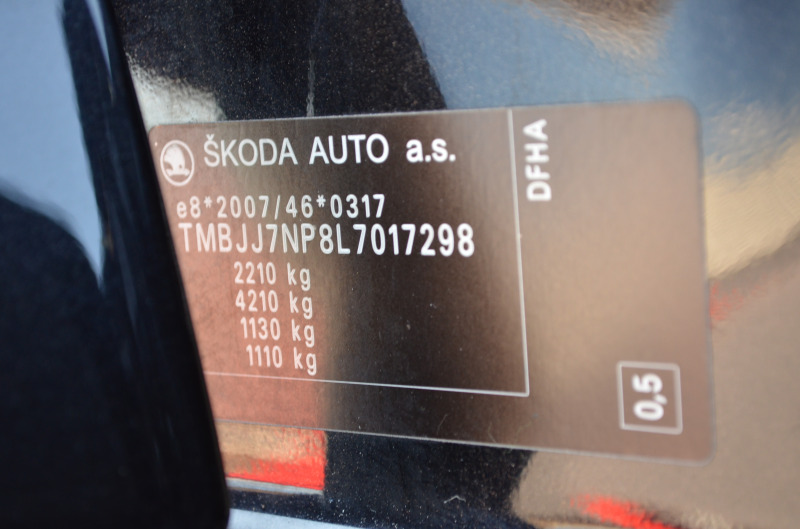 ŠKODA AUTO a.s.
e8*2007/46*0317
TMBJJ7NP8L7017298
2210 kg
4210 kg
1130 kg
1110 kg
DFHA
0,5